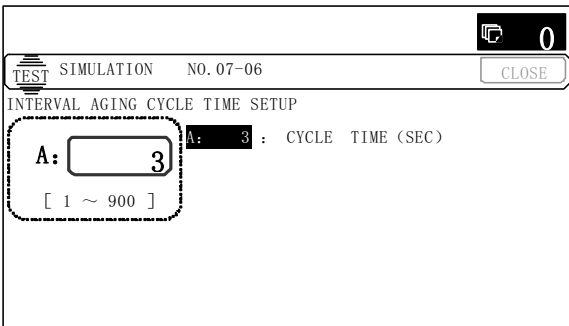 0
TEST SIMULATION NO.07-06 CLOSE
INTERVAL AGING CYCLE TIME SETUP
A: 3
[ 1 ~ 900 ]
A: 3 : CYCLE TIME(SEC)